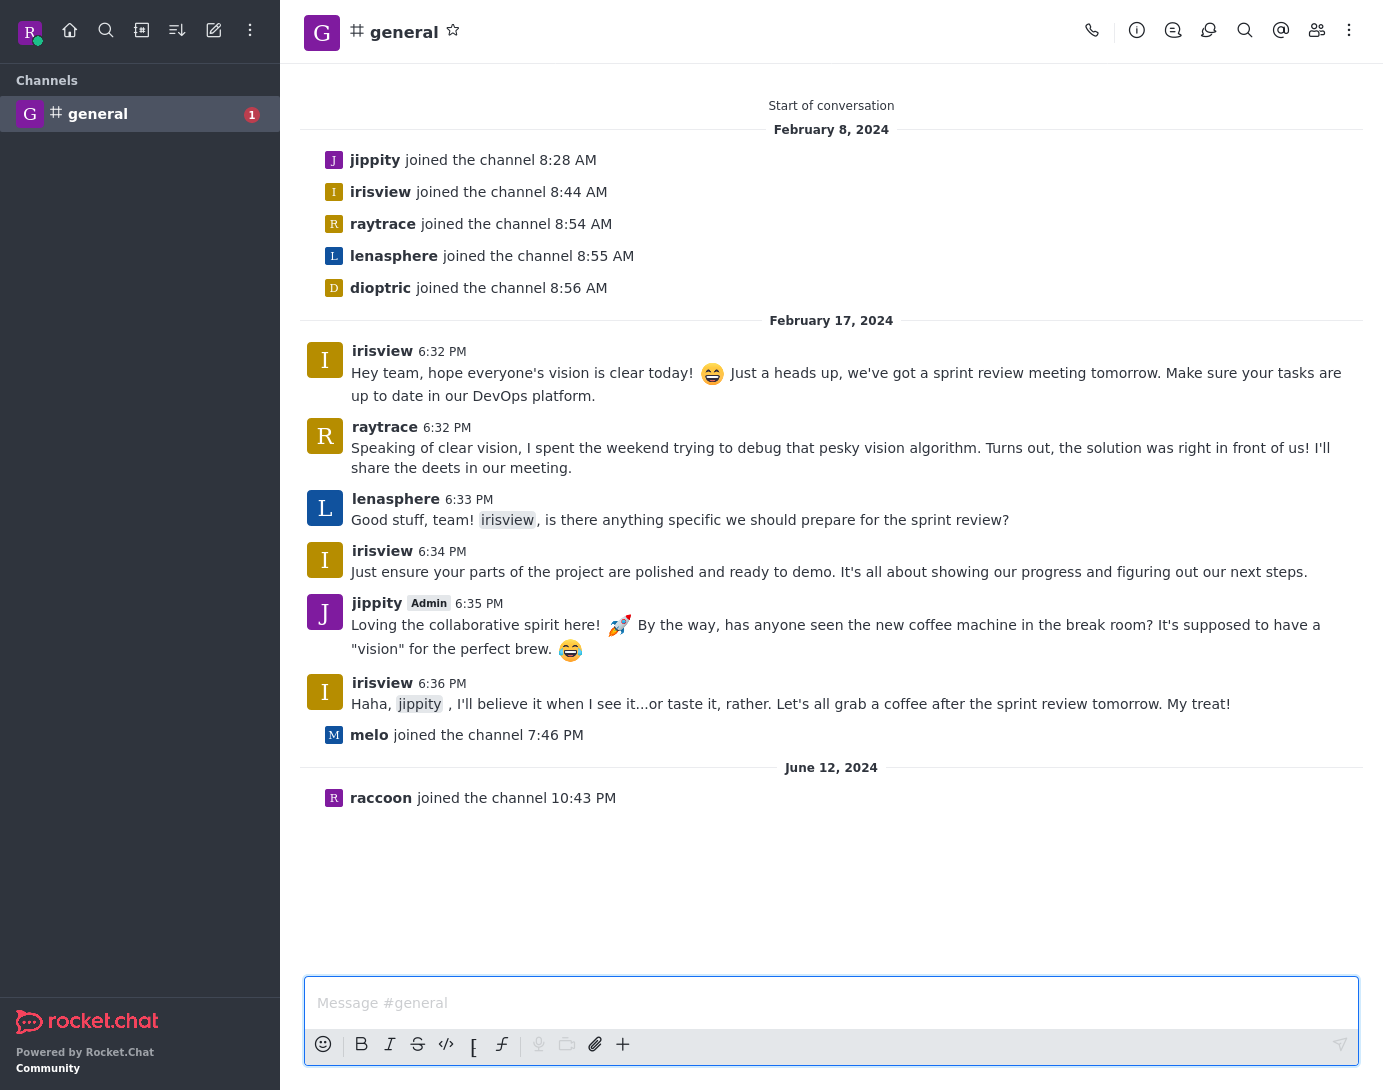 R
Channels
G general 1
G general
Start of conversation
February 8, 2024
J jippity joined the channel 8:28 AM
I irisview joined the channel 8:44 AM
R raytrace joined the channel 8:54 AM
L lenasphere joined the channel 8:55 AM
D dioptric joined the channel 8:56 AM
February 17, 2024
I irisview 6:32 PM
Hey team, hope everyone's vision is clear today! 😄 Just a heads up, we've got a sprint review meeting tomorrow. Make sure your tasks are
up to date in our DevOps platform.
R raytrace 6:32 PM
Speaking of clear vision, I spent the weekend trying to debug that pesky vision algorithm. Turns out, the solution was right in front of us! I'll
share the deets in our meeting.
L lenasphere 6:33 PM
Good stuff, team! irisview, is there anything specific we should prepare for the sprint review?
I irisview 6:34 PM
Just ensure your parts of the project are polished and ready to demo. It's all about showing our progress and figuring out our next steps.
J jippity Admin 6:35 PM
Loving the collaborative spirit here! 🚀 By the way, has anyone seen the new coffee machine in the break room? It's supposed to have a
"vision" for the perfect brew. 😂
I irisview 6:36 PM
Haha, jippity , I'll believe it when I see it...or taste it, rather. Let's all grab a coffee after the sprint review tomorrow. My treat!
M melo joined the channel 7:46 PM
June 12, 2024
R raccoon joined the channel 10:43 PM
Message #general
rocket.chat
Powered by Rocket.Chat
Community